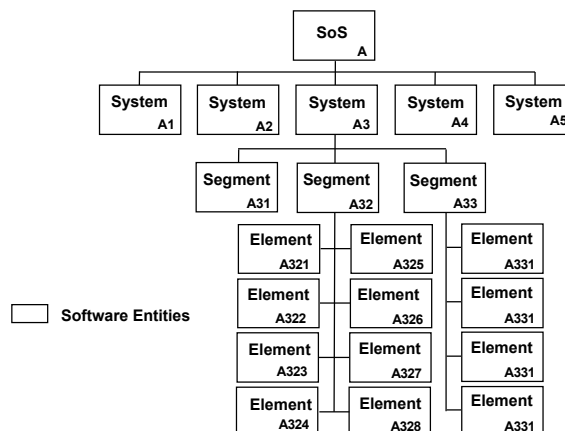 SoS
A
System
A1
System
A2
System
A3
System
A4
System
A5
Segment
A31
Segment
A32
Segment
A33
Element
A321
Element
A325
Element
A331
Element
A322
Element
A326
Element
A331
Software Entities
Element
A323
Element
A327
Element
A331
Element
A324
Element
A328
Element
A331